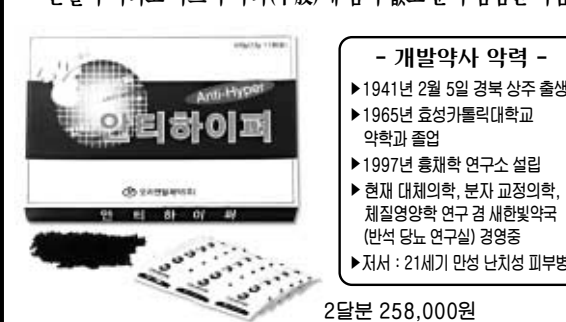 - 개발약사 약력 -
▶1941년 2월 5일 경북 상주 출생
▶1965년 효성카톨릭대학교
약학과 졸업
▶1997년 흥채학 연구소 설립
▶현재 대체의학, 분자 교정의학,
체질영양학 연구 겸 새한빛약국
(반석 당뇨 연구실) 경영중
▶저서 : 21세기 만성 난치성 피부병
Anti-Hyper
안티하이퍼
안티하이퍼
2달분 258,000원